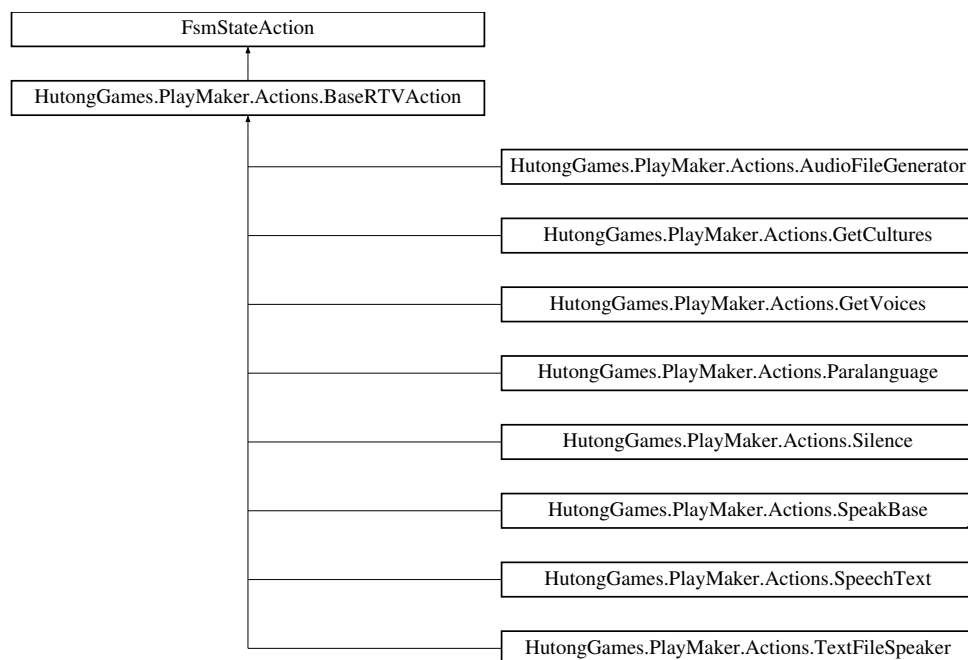 FsmStateAction
HutongGames.PlayMaker.Actions.BaseRTVAction
HutongGames.PlayMaker.Actions.AudioFileGenerator
HutongGames.PlayMaker.Actions.GetCultures
HutongGames.PlayMaker.Actions.GetVoices
HutongGames.PlayMaker.Actions.Paralanguage
HutongGames.PlayMaker.Actions.Silence
HutongGames.PlayMaker.Actions.SpeakBase
HutongGames.PlayMaker.Actions.SpeechText
HutongGames.PlayMaker.Actions.TextFileSpeaker